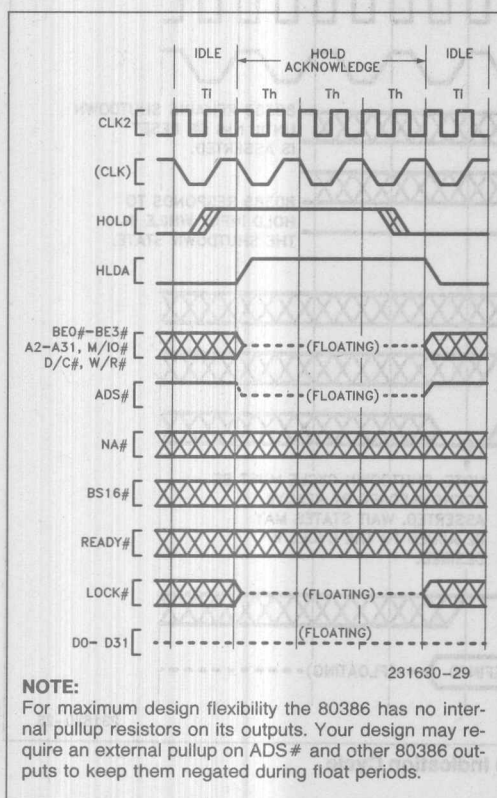 IDLE HOLD ACKNOWLEDGE IDLE
Ti Th Th Th Ti
CLK2
(CLK)
HOLD
HLDA
BE0#-BE3#
A2-A31, M/IO# (FLOATING)
D/C#, W/R#
ADS# (FLOATING)
NA#
BS16#
READY#
LOCK# (FLOATING)
D0-D31 (FLOATING)
231630-29
NOTE:
For maximum design flexibility the 80386 has no inter-
nal pullup resistors on its outputs. Your design may re-
quire an external pullup on ADS# and other 80386 out-
puts to keep them negated during float periods.